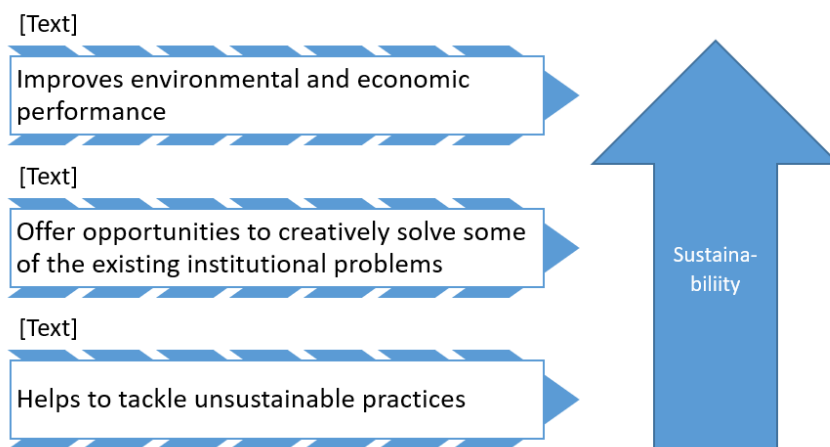 [Text]
Improves environmental and economic
performance
[Text]
Offer opportunities to creatively solve some
of the existing institutional problems
[Text]
Helps to tackle unsustainable practices
Sustaina-
biliity